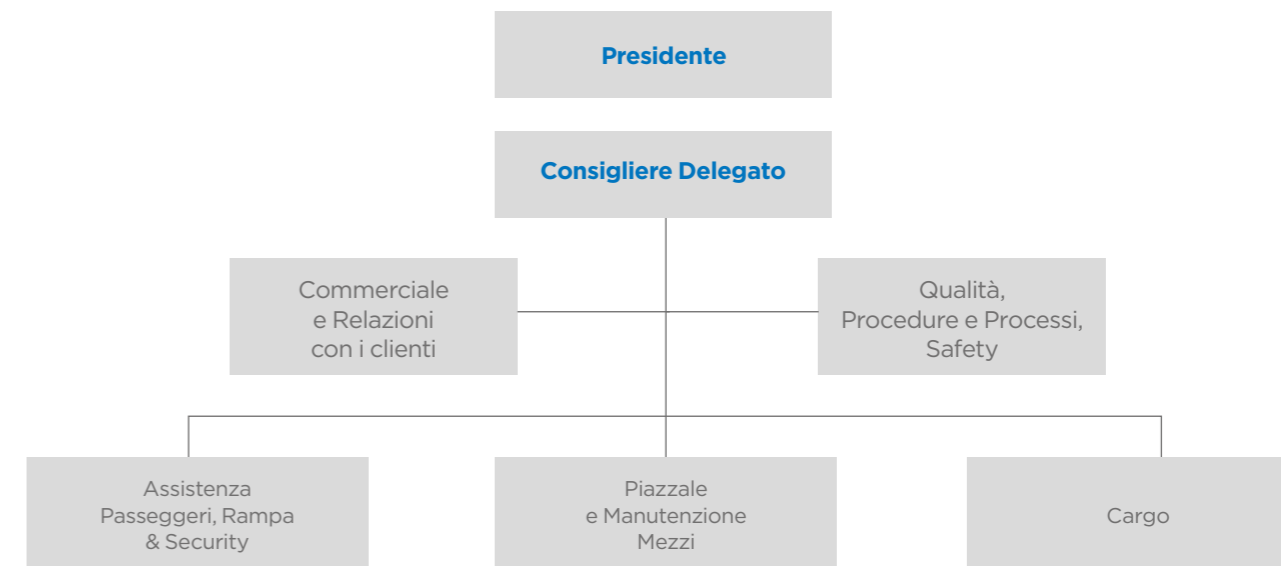 Presidente
Consigliere Delegato
Commerciale
e Relazioni
con i clienti
Qualità,
Procedure e Processi,
Safety
Assistenza
Passeggeri, Rampa
& Security
Piazzale
e Manutenzione
Mezzi
Cargo